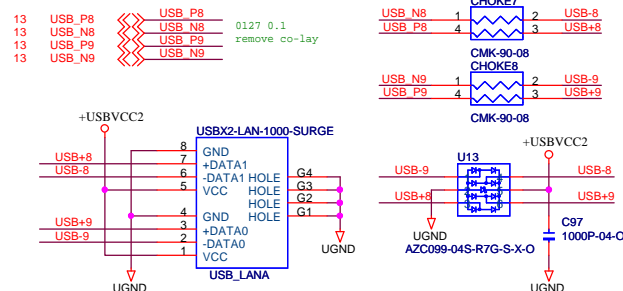 CHOKE7
13 USB_P8 USB_P8
13 USB_N8 USB_N8
13 USB_P9 USB_P9
13 USB_N9 USB_N9
0127 0.1
remove co-lay
USB_N8 1 2 USB-8
USB_P8 4 3 USB+8
CMK-90-08
CHOKE8
USB_N9 1 2 USB-9
USB_P9 4 3 USB+9
CMK-90-08
+USBVCC2
USBX2-LAN-1000-SURGE
8 GND
USB+8 7 +DATA1
USB-8 6 -DATA1 HOLE G4
5 VCC HOLE G3
HOLE G2
4 GND HOLE G1
USB+9 3 +DATA0
USB-9 2 -DATA0
1 VCC
USB_LANA
UGND
UGND
+USBVCC2
U13
USB-9 USB-8
USB+8 USB+9
UGND
AZC099-04S-R7G-S-X-O
C97
1000P-04-O
UGND